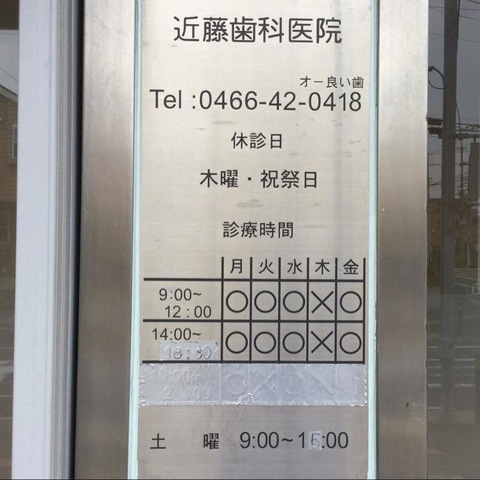 近藤歯科医院
オー良い歯
Tel :0466-42-0418
休診日
木曜・祝祭日
診療時間
月 火 水 木 金
9:00~
12:00 ○ ○ ○ × ○
14:00~
○ ○ ○ × ○
土 曜 9:00~